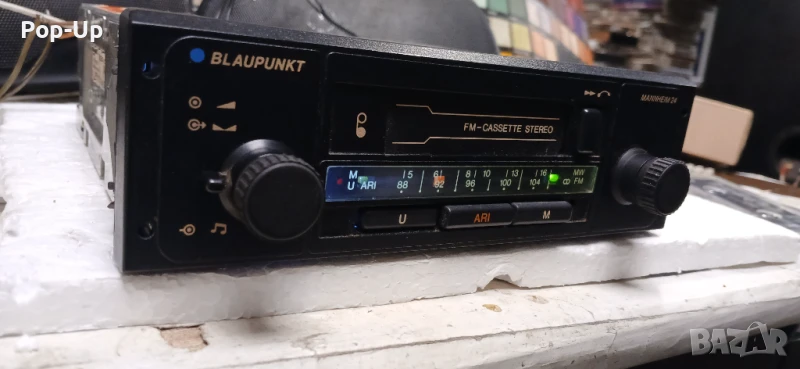 Pop-Up
BLAUPUNKT
MANNHEIM 24
FM-CASSETTE STEREO
M 5 6 8 10 13 16 MW
U ARI 88 92 96 100 104 FM
U ARI M
BAZAR